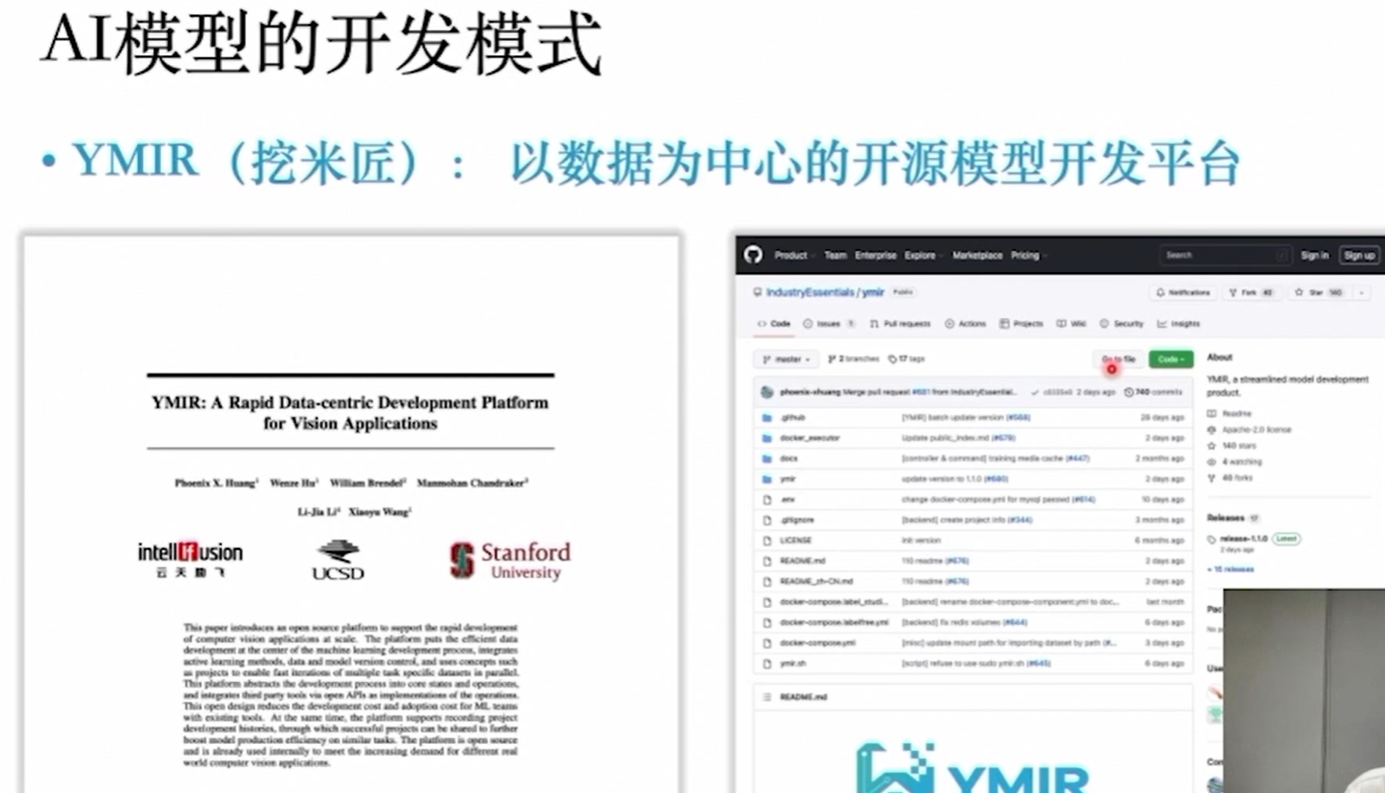 AI模型的开发模式
• YMIR（挖米匠）： 以数据为中心的开源模型开发平台
YMIR: A Rapid Data-centric Development Platform
for Vision Applications
Phoenix X. Huang¹ Wenze Hu¹ William Brendel² Manmohan Chandraker³
Li-Jia Li⁴ Xiaoyu Wang¹
intellifusion
云天励飞
UCSD
Stanford
University
This paper introduces an open source platform to support the rapid development
of computer vision applications at scale. The platform puts the efficient data
development at the center of the machine learning development process, integrates
active learning methods, data and model version control, and uses concepts such
as projects to enable fast iterations of multiple task specific datasets in parallel.
This platform abstracts the development process into core states and operations,
and integrates third party tools via open APIs as implementations of the operations.
This open design reduces the development cost and adoption cost for ML teams
with existing tools. At the same time, the platform supports recording project
development histories, through which successful projects can be shared to further
boost model production efficiency on similar tasks. The platform is open source
and is already used internally to meet the increasing demand for different real
world computer vision applications.
Product Team Enterprise Explore Marketplace Pricing Search Sign in Sign up
IndustryEssentials / ymir Public Notifications Fork 40 Star 140
Code Issues Pull requests Actions Projects Wiki Security Insights
master 2 branches 17 tags Go to file Code
phoenix-xhuang Merge pull request #681 from IndustryEssential... 2 days ago 740 commits
.github [YMIR] batch update version (#568) 28 days ago
docker_executor Update public_index.md (#679) 2 days ago
docs [controller & command] training media cache (#447) 2 months ago
ymir update version to 1.1.0 (#680) 2 days ago
.env change docker-compose.yml for mysql passwd (#614) 10 days ago
.gitignore [backend] create project info (#344) 3 months ago
LICENSE init version 6 months ago
README.md 110 readme (#676) 2 days ago
README_zh-CN.md 110 readme (#676) 2 days ago
docker-compose.label_studi... [backend] rename docker-compose-component.yml to doc... last month
docker-compose.labelfree.yml [backend] fix redis volumes (#644) 6 days ago
docker-compose.yml [misc] update mount path for importing dataset by path (#... 3 days ago
ymir.sh [script] refuse to use sudo ymir.sh (#645) 6 days ago
README.md
YMIR
About
YMIR, a streamlined model development
product.
Readme
Apache-2.0 license
140 stars
4 watching
40 forks
Releases 17
release-1.1.0 Latest
2 days ago
+ 16 releases